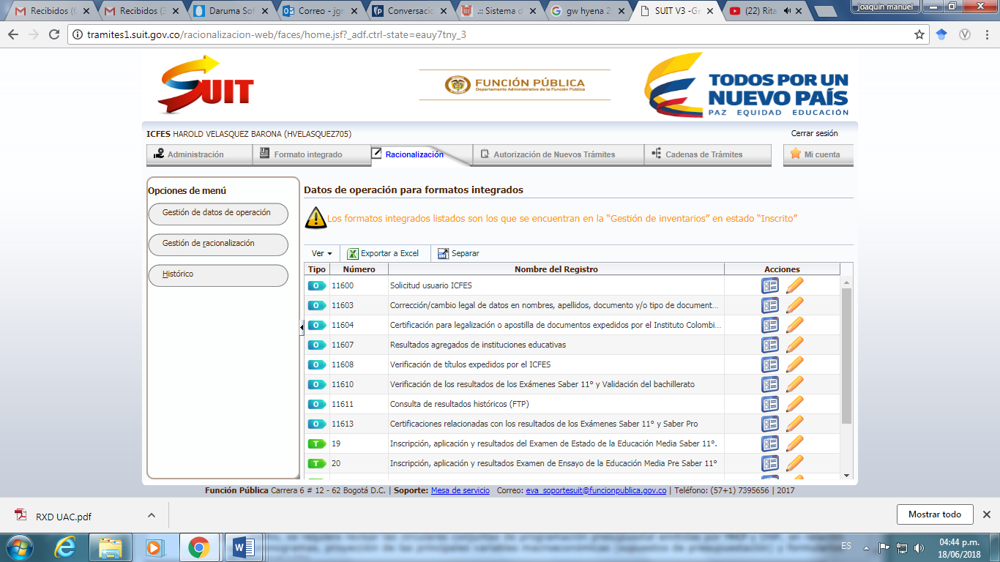 Recibidos (6
Recibidos (3
Daruma Sof
Correo - jgr
Conversacio
.:: Sistema d
gw hyena 2
SUIT V3 -Ge
(22) Rita
joaquin manuel
tramites1.suit.gov.co/racionalizacion-web/faces/home.jsf?_adf.ctrl-state=eauy7tny_3
SUIT
FUNCIÓN PÚBLICA
Departamento Administrativo de la Función Pública
TODOS POR UN
NUEVO PAÍS
PAZ EQUIDAD EDUCACIÓN
ICFES HAROLD VELASQUEZ BARONA (HVELASQUEZ705)
Cerrar sesión
Administración
Formato integrado
Racionalización
Autorización de Nuevos Trámites
Cadenas de Trámites
Mi cuenta
Opciones de menú
Gestión de datos de operación
Gestión de racionalización
Histórico
Datos de operación para formatos integrados
Los formatos integrados listados son los que se encuentran en la “Gestión de inventarios” en estado “Inscrito”
Ver Exportar a Excel Separar
Tipo Número Nombre del Registro Acciones
O 11600 Solicitud usuario ICFES
O 11603 Corrección/cambio legal de datos en nombres, apellidos, documento y/o tipo de document...
O 11604 Certificación para legalización o apostilla de documentos expedidos por el Instituto Colombi...
O 11607 Resultados agregados de instituciones educativas
O 11608 Verificación de títulos expedidos por el ICFES
O 11610 Verificación de los resultados de los Exámenes Saber 11° y Validación del bachillerato
O 11611 Consulta de resultados históricos (FTP)
O 11613 Certificaciones relacionadas con los resultados de los Exámenes Saber 11° y Saber Pro
T 19 Inscripción, aplicación y resultados del Examen de Estado de la Educación Media Saber 11°.
T 20 Inscripción, aplicación y resultados Examen de Ensayo de la Educación Media Pre Saber 11°
Función Pública Carrera 6 # 12 - 62 Bogotá D.C. | Soporte: Mesa de servicio Correo: eva_soportesuit@funcionpublica.gov.co | Teléfono: (57+1) 7395656 | 2017
RXD UAC.pdf
Mostrar todo
ES
04:44 p.m.
18/06/2018